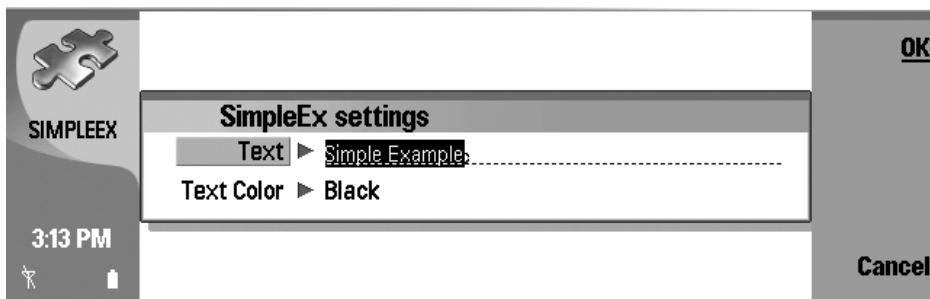 SIMPLEEX
3:13 PM
SimpleEx settings
Text Simple Example
Text Color Black
OK
Cancel